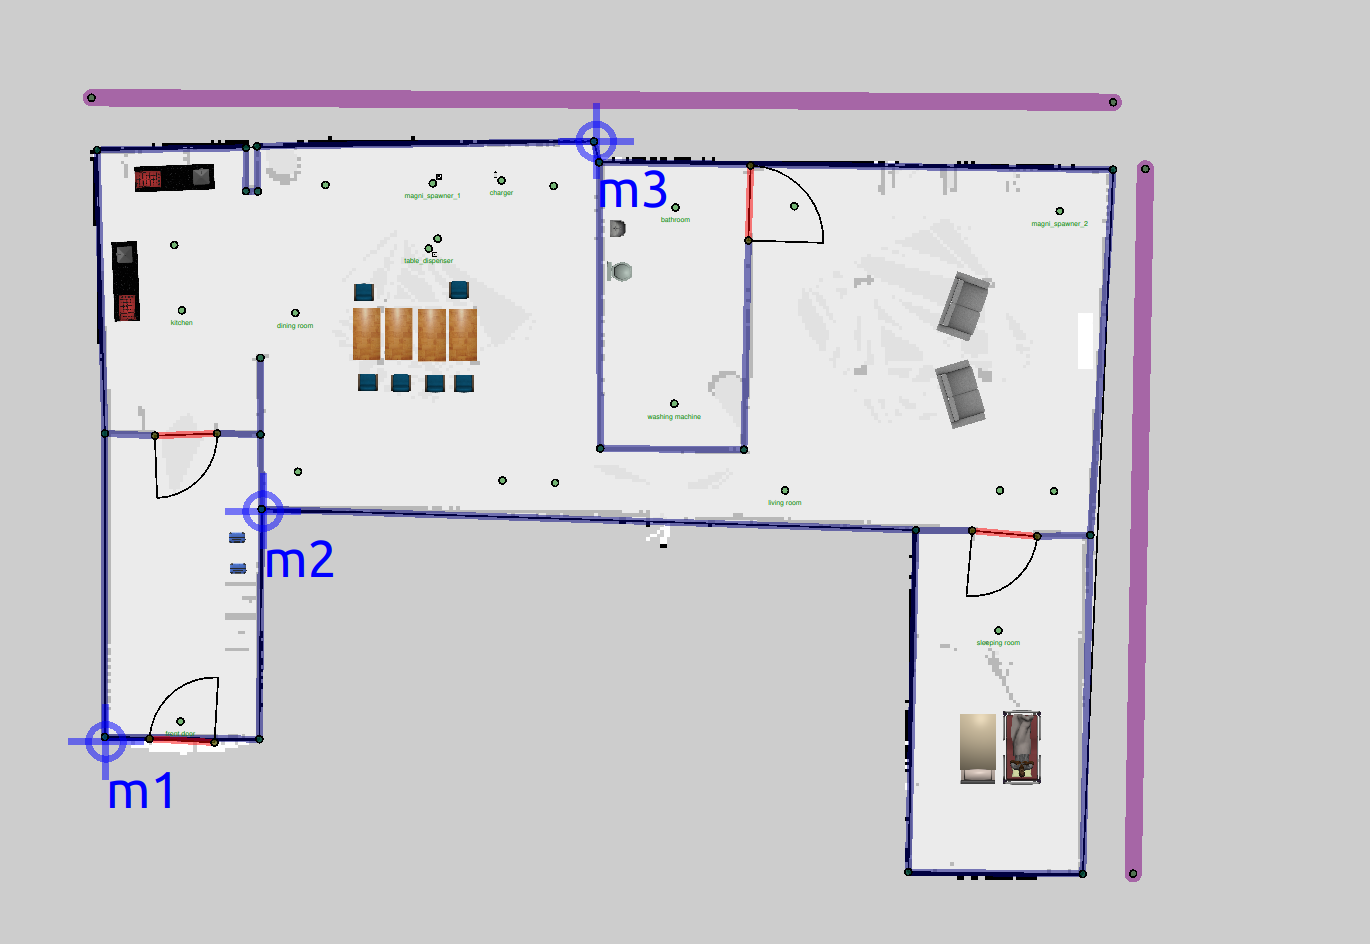 m3
magni_spawner_1
charger
bathroom
magni_spawner_2
table_dispenser
kitchen
dining room
washing machine
living room
m2
sleeping room
front door
m1